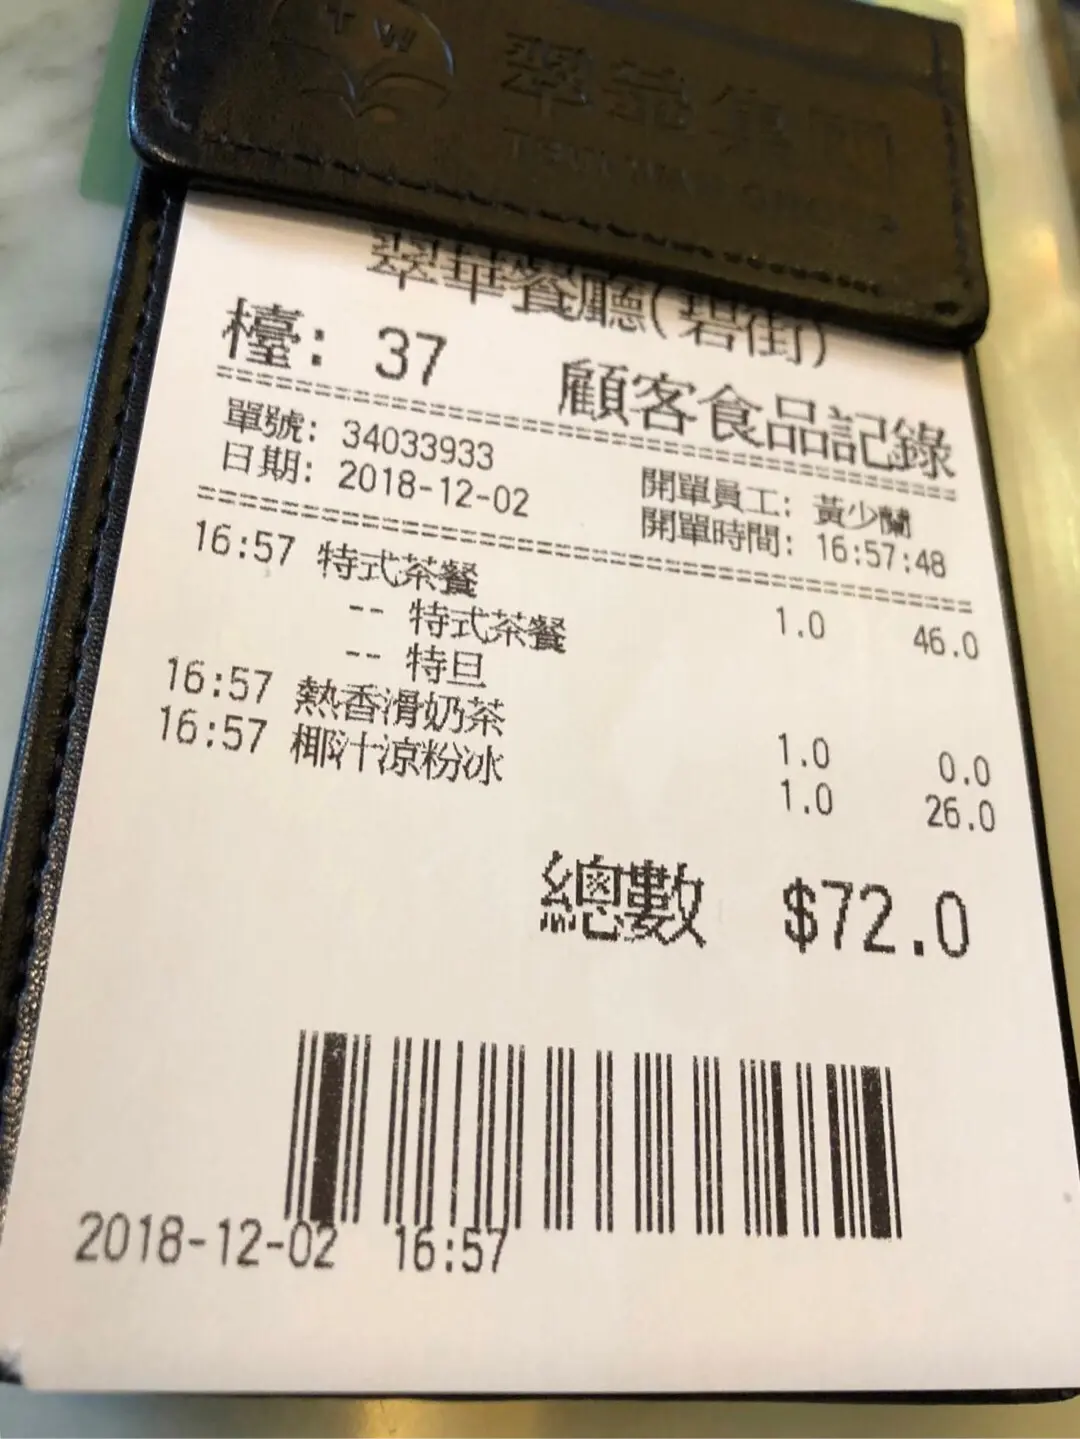 翠華集團
翠華餐廳(碧街)
檯: 37 顧客食品記錄
單號: 34033933 開單員工: 黃少蘭
日期: 2018-12-02 開單時間: 16:57:48
16:57 特式茶餐 1.0 46.0
-- 特式茶餐
-- 特旦
16:57 熱香滑奶茶 1.0 0.0
16:57 椰汁涼粉冰 1.0 26.0
總數 $72.0
2018-12-02 16:57